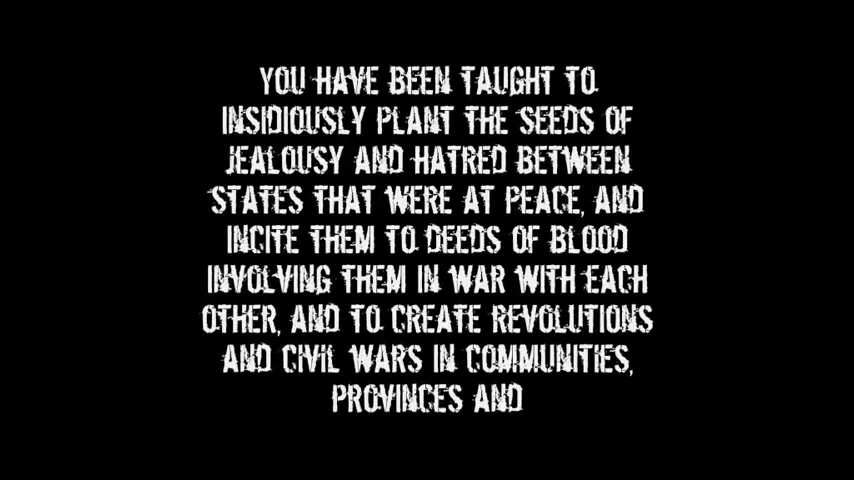 YOU HAVE BEEN TAUGHT TO
INSIDIOUSLY PLANT THE SEEDS OF
JEALOUSY AND HATRED BETWEEN
STATES THAT WERE AT PEACE, AND
INCITE THEM TO DEEDS OF BLOOD
INVOLVING THEM IN WAR WITH EACH
OTHER, AND TO CREATE REVOLUTIONS
AND CIVIL WARS IN COMMUNITIES,
PROVINCES AND